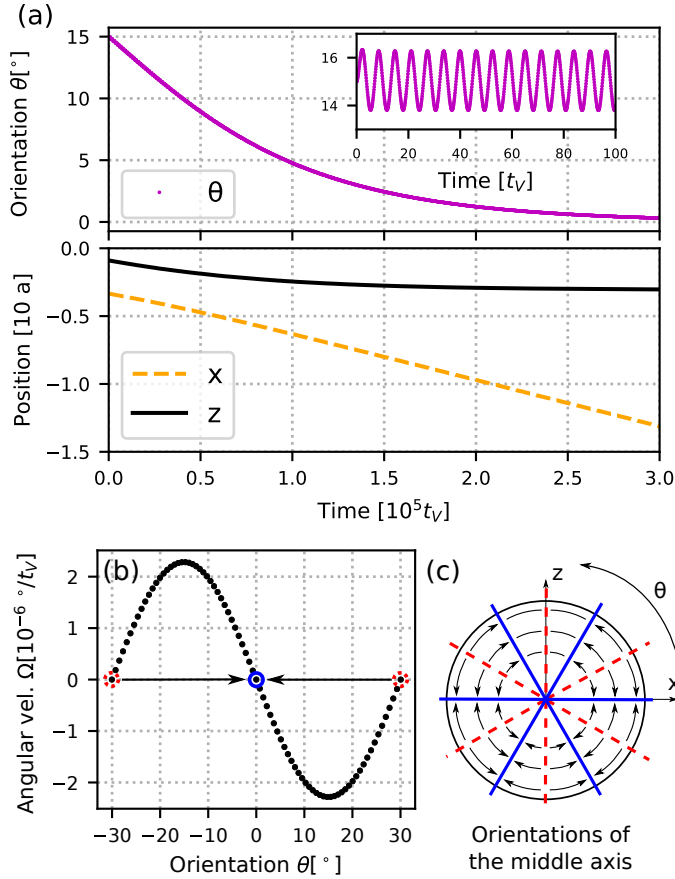 (a)
Orientation θ[°]
15
10
5
0
θ
16
14
0 20 40 60 80 100
Time [t_V]
Position [10 a]
0.0
−0.5
−1.0
−1.5
x
z
0.0 0.5 1.0 1.5 2.0 2.5 3.0
Time [10⁵t_V]
(b)
Angular vel. Ω[10⁻⁶ °/t_V]
2
1
0
−1
−2
−30 −20 −10 0 10 20 30
Orientation θ[°]
(c)
z
θ
x
Orientations of
the middle axis